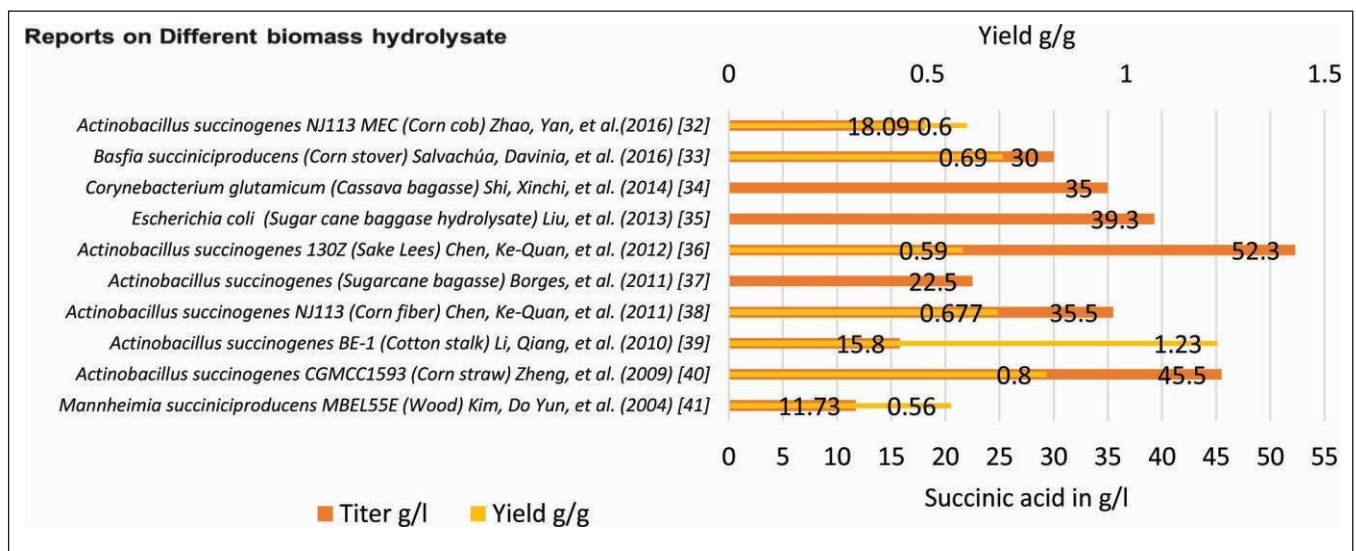 Reports on Different biomass hydrolysate
Yield g/g
0 0.5 1 1.5
Actinobacillus succinogenes NJ113 MEC (Corn cob) Zhao, Yan, et al.(2016) [32] 18.09 0.6
Basfia succiniciproducens (Corn stover) Salvachúa, Davinia, et al. (2016) [33] 0.69 30
Corynebacterium glutamicum (Cassava bagasse) Shi, Xinchi, et al. (2014) [34] 35
Escherichia coli (Sugar cane baggase hydrolysate) Liu, et al. (2013) [35] 39.3
Actinobacillus succinogenes 130Z (Sake Lees) Chen, Ke-Quan, et al. (2012) [36] 0.59 52.3
Actinobacillus succinogenes (Sugarcane bagasse) Borges, et al. (2011) [37] 22.5
Actinobacillus succinogenes NJ113 (Corn fiber) Chen, Ke-Quan, et al. (2011) [38] 0.677 35.5
Actinobacillus succinogenes BE-1 (Cotton stalk) Li, Qiang, et al. (2010) [39] 15.8 1.23
Actinobacillus succinogenes CGMCC1593 (Corn straw) Zheng, et al. (2009) [40] 0.8 45.5
Mannheimia succiniciproducens MBEL55E (Wood) Kim, Do Yun, et al. (2004) [41] 11.73 0.56
0 5 10 15 20 25 30 35 40 45 50 55
Succinic acid in g/l
Titer g/l Yield g/g